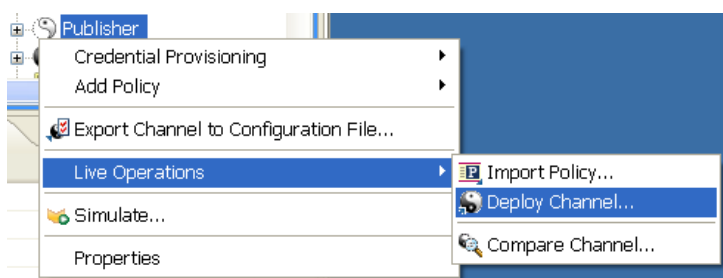 Publisher
Credential Provisioning
Add Policy
Export Channel to Configuration File...
Live Operations
Import Policy...
Deploy Channel...
Simulate...
Compare Channel...
Properties